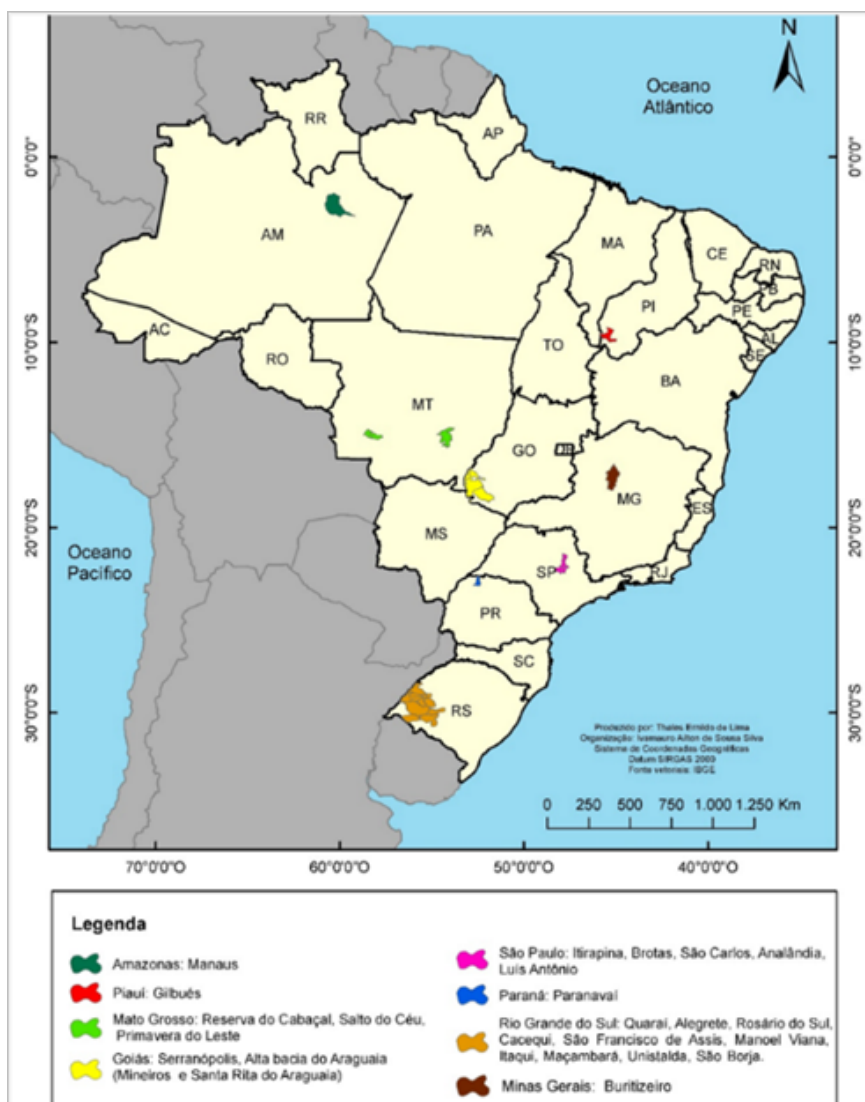 N
Oceano
Atlântico
RR
AP
0°0'0"
0°0'0"
AM
PA
MA
CE
RN
PB
PI
PE
AC
AL
SE
10°0'0"S
10°0'0"S
RO
TO
BA
MT
GO
DF
MG
ES
20°0'0"S
20°0'0"S
MS
Oceano
Pacífico
SP
RJ
PR
SC
RS
30°0'0"S
30°0'0"S
Produzido por: Thales Ermildo de Lima
Organização: Ivamauro Ailton de Sousa Silva
Sistema de Coordenadas Geográficas
Datum SIRGAS 2000
Fonte vetoriais: IBGE
0 250 500 750 1.000 1.250 Km
70°0'0"O 60°0'0"O 50°0'0"O 40°0'0"O
Legenda
Amazonas: Manaus
Piauí: Gilbués
Mato Grosso: Reserva do Cabaçal, Salto do Céu,
Primavera do Leste
Goiás: Serranópolis, Alta bacia do Araguaia
(Mineiros e Santa Rita do Araguaia)
São Paulo: Itirapina, Brotas, São Carlos, Analândia,
Luis Antônio
Paraná: Paranavaí
Rio Grande do Sul: Quaraí, Alegrete, Rosário do Sul,
Cacequi, São Francisco de Assis, Manoel Viana,
Itaqui, Maçambará, Unistalda, São Borja.
Minas Gerais: Buritizeiro